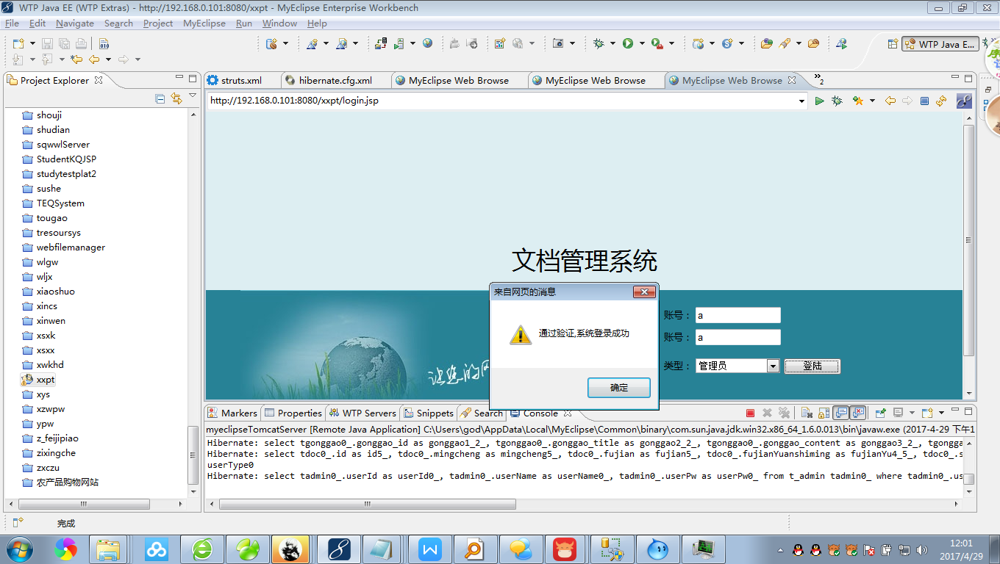 WTP Java EE (WTP Extras) - http://192.168.0.101:8080/xxpt - MyEclipse Enterprise Workbench
File Edit Navigate Search Project MyEclipse Run Window Help
WTP Java E...
Project Explorer
struts.xml
hibernate.cfg.xml
MyEclipse Web Browse
MyEclipse Web Browse
MyEclipse Web Browse
2
http://192.168.0.101:8080/xxpt/login.jsp
shouji
shudian
sqwwlServer
StudentKQJSP
studytestplat2
sushe
TEQSystem
tougao
tresoursys
webfilemanager
wlgw
wljx
xiaoshuo
xincs
xinwen
xsxk
xsxx
xwkhd
xxpt
xys
xzwpw
ypw
z_feijipiao
zixingche
zxczu
农产品购物网站
文档管理系统
来自网页的消息
通过验证,系统登录成功
确定
账号： a
账号： a
类型： 管理员 登陆
Markers Properties WTP Servers Snippets Search Console
myeclipseTomcatServer [Remote Java Application] C:\Users\god\AppData\Local\MyEclipse\Common\binary\com.sun.java.jdk.win32.x86_64_1.6.0.013\bin\javaw.exe (2017-4-29 下午1
Hibernate: select tgonggao0_.gonggao_id as gonggao1_2_, tgonggao0_.gonggao_title as gonggao2_2_, tgonggao0_.gonggao_content as gonggao3_2_, tgongga
Hibernate: select tdoc0_.id as id5_, tdoc0_.mingcheng as mingcheng5_, tdoc0_.fujian as fujian5_, tdoc0_.fujianYuanshiming as fujianYu4_5_, tdoc0_.s
userType0
Hibernate: select tadmin0_.userId as userId0_, tadmin0_.userName as userName0_, tadmin0_.userPw as userPw0_ from t_admin tadmin0_ where tadmin0_.us
完成
12:01
2017/4/29